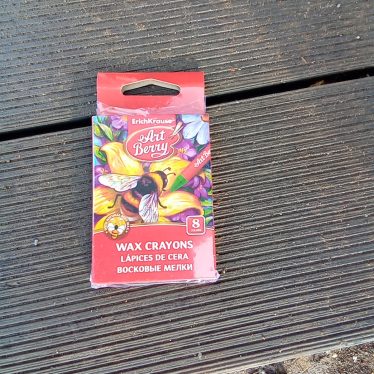 ErichKrause
Art
Berry
8
WAX CRAYONS
LÁPICES DE CERA
ВОСКОВЫЕ МЕЛКИ